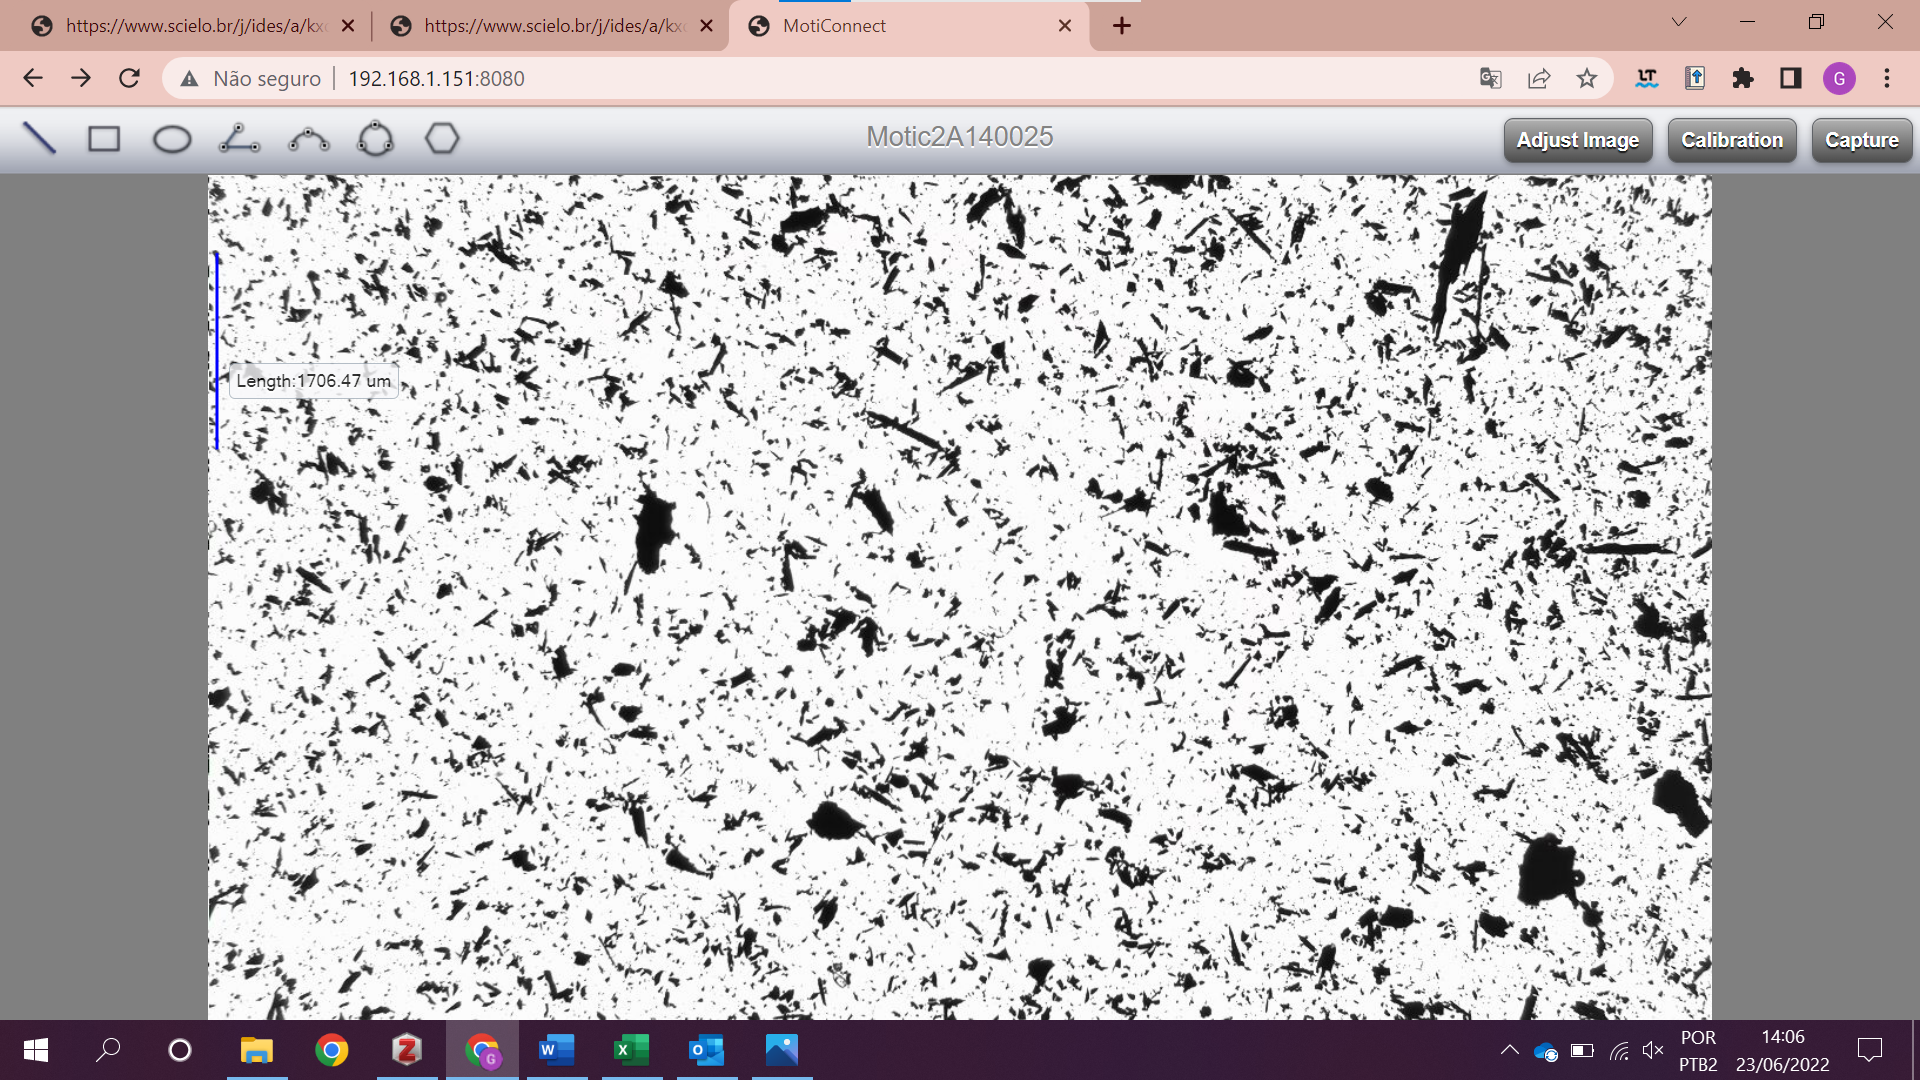 https://www.scielo.br/j/ides/a/kx
https://www.scielo.br/j/ides/a/kx
MotiConnect
Não seguro
192.168.1.151:8080
LT
G
Motic2A140025
Adjust Image
Calibration
Capture
Length:1706.47 um
Z
G
W
X
O
POR
PTB2
14:06
23/06/2022